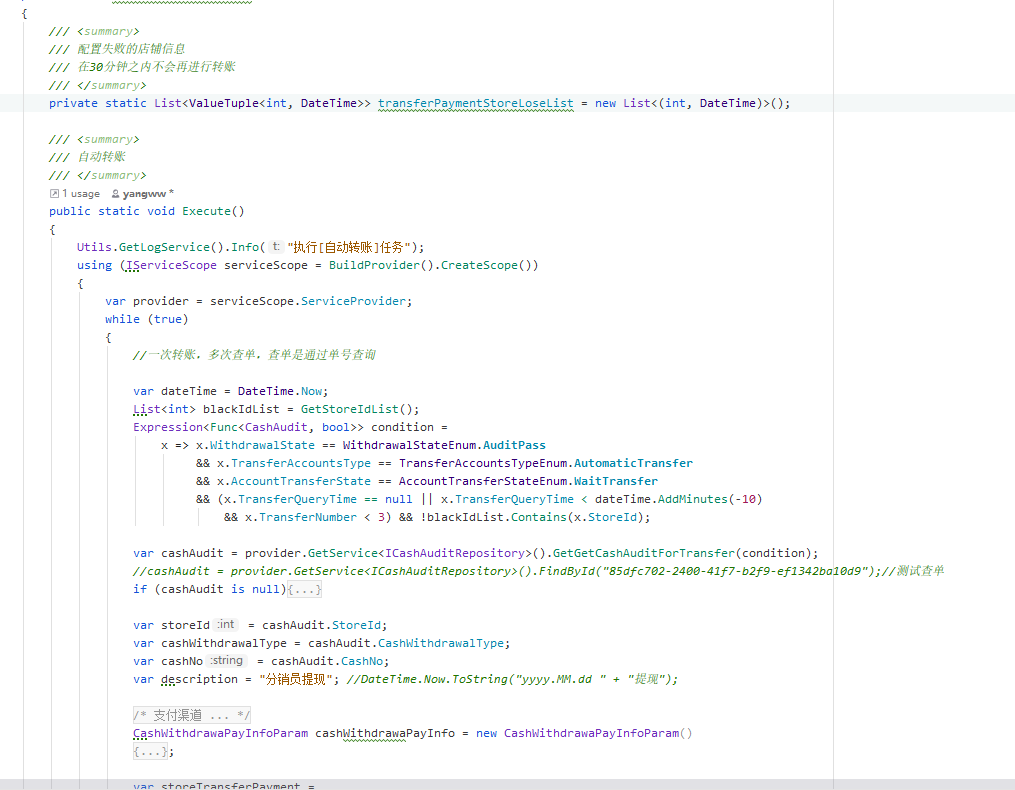 {
/// <summary>
/// 配置失败的店铺信息
/// 在30分钟之内不会再进行转账
/// </summary>
private static List<ValueTuple<int, DateTime>> transferPaymentStoreLoseList = new List<(int, DateTime)>();
/// <summary>
/// 自动转账
/// </summary>
1 usage yangww *
public static void Execute()
{
Utils.GetLogService().Info( t: "执行[自动转账]任务");
using (IServiceScope serviceScope = BuildProvider().CreateScope())
{
var provider = serviceScope.ServiceProvider;
while (true)
{
//一次转账，多次查单，查单是通过单号查询
var dateTime = DateTime.Now;
List<int> blackIdList = GetStoreIdList();
Expression<Func<CashAudit, bool>> condition =
x => x.WithdrawalState == WithdrawalStateEnum.AuditPass
&& x.TransferAccountsType == TransferAccountsTypeEnum.AutomaticTransfer
&& x.AccountTransferState == AccountTransferStateEnum.WaitTransfer
&& (x.TransferQueryTime == null || x.TransferQueryTime < dateTime.AddMinutes(-10)
&& x.TransferNumber < 3) && !blackIdList.Contains(x.StoreId);
var cashAudit = provider.GetService<ICashAuditRepository>().GetGetCashAuditForTransfer(condition);
//cashAudit = provider.GetService<ICashAuditRepository>().FindById("85dfc702-2400-41f7-b2f9-ef1342ba10d9");//测试查单
if (cashAudit is null){...}
var storeId :int = cashAudit.StoreId;
var cashWithdrawalType = cashAudit.CashWithdrawalType;
var cashNo :string = cashAudit.CashNo;
var description = "分销员提现"; //DateTime.Now.ToString("yyyy.MM.dd " + "提现");
/* 支付渠道 ... */
CashWithdrawaPayInfoParam cashWithdrawaPayInfo = new CashWithdrawaPayInfoParam()
{...};
var storeTransferPayment =